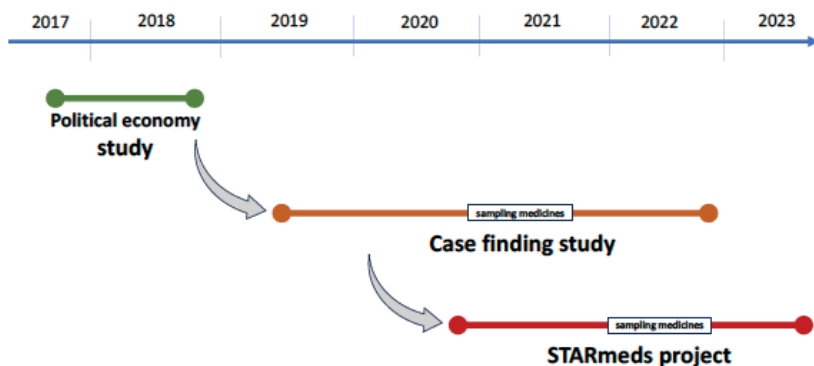 2017 2018 2019 2020 2021 2022 2023
Political economy
study
sampling medicines
Case finding study
sampling medicines
STARmeds project